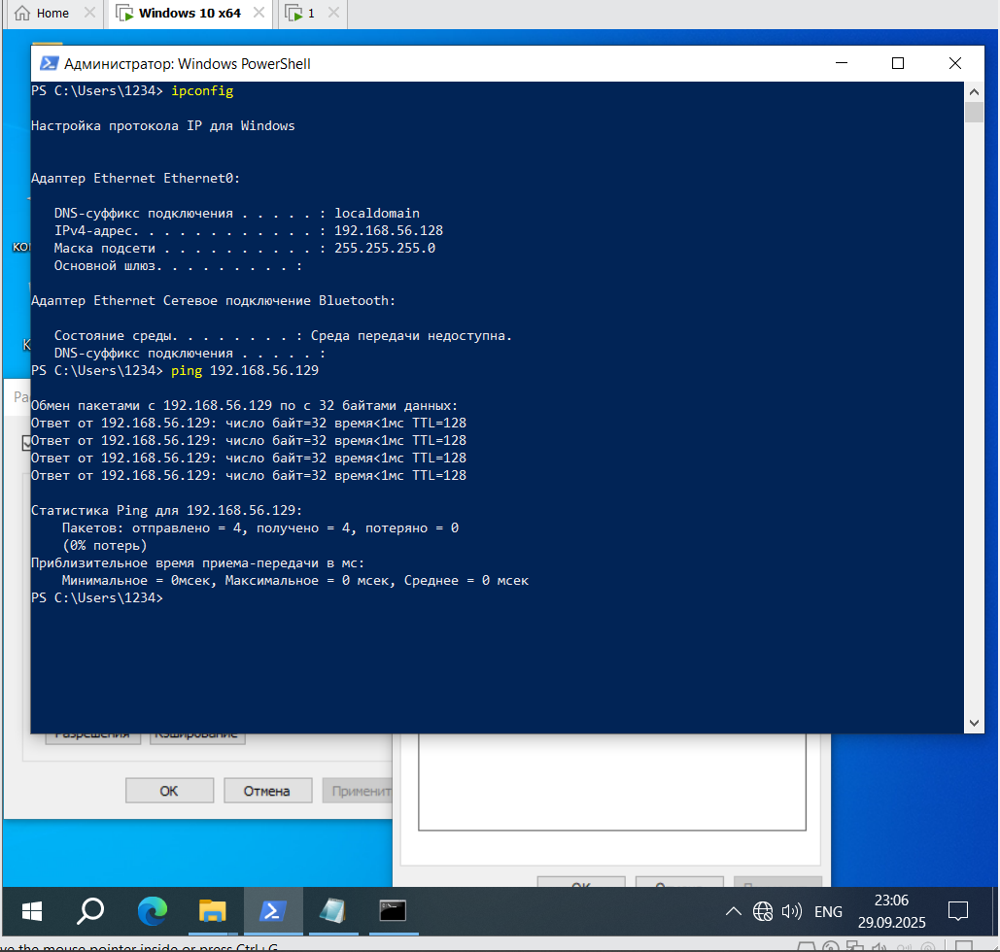 Home
Windows 10 x64
1
Администратор: Windows PowerShell
PS C:\Users\1234> ipconfig
Настройка протокола IP для Windows
Адаптер Ethernet Ethernet0:
DNS-суффикс подключения . . . . . : localdomain
IPv4-адрес. . . . . . . . . . . . : 192.168.56.128
Маска подсети . . . . . . . . . . : 255.255.255.0
Основной шлюз. . . . . . . . . :
Адаптер Ethernet Сетевое подключение Bluetooth:
Состояние среды. . . . . . . . : Среда передачи недоступна.
DNS-суффикс подключения . . . . . :
PS C:\Users\1234> ping 192.168.56.129
Обмен пакетами с 192.168.56.129 по с 32 байтами данных:
Ответ от 192.168.56.129: число байт=32 время<1мс TTL=128
Ответ от 192.168.56.129: число байт=32 время<1мс TTL=128
Ответ от 192.168.56.129: число байт=32 время<1мс TTL=128
Ответ от 192.168.56.129: число байт=32 время<1мс TTL=128
Статистика Ping для 192.168.56.129:
Пакетов: отправлено = 4, получено = 4, потеряно = 0
(0% потерь)
Приблизительное время приема-передачи в мс:
Минимальное = 0мсек, Максимальное = 0 мсек, Среднее = 0 мсек
PS C:\Users\1234>
Разрешения Кэширование
ОК Отмена Применит
ENG
23:06
29.09.2025
the mouse pointer inside or press Ctrl+G